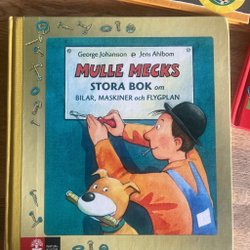 George Johansson • Jens Ahlbom
MULLE MECKS
STORA BOK om
BILAR, MASKINER och FLYGPLAN